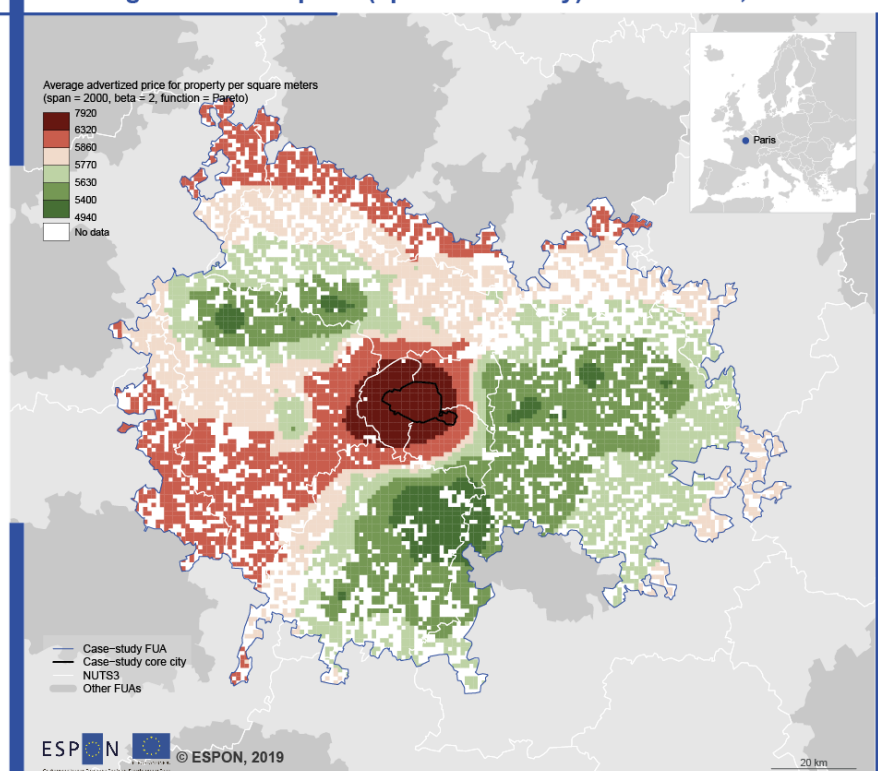 Average advertized price for property per square meters
(span = 2000, beta = 2, function = Pareto)
7920
6320
5860
5770
5630
5400
4940
No data
Paris
Case−study FUA
Case−study core city
NUTS3
Other FUAs
ESPON
© ESPON, 2019
20 km